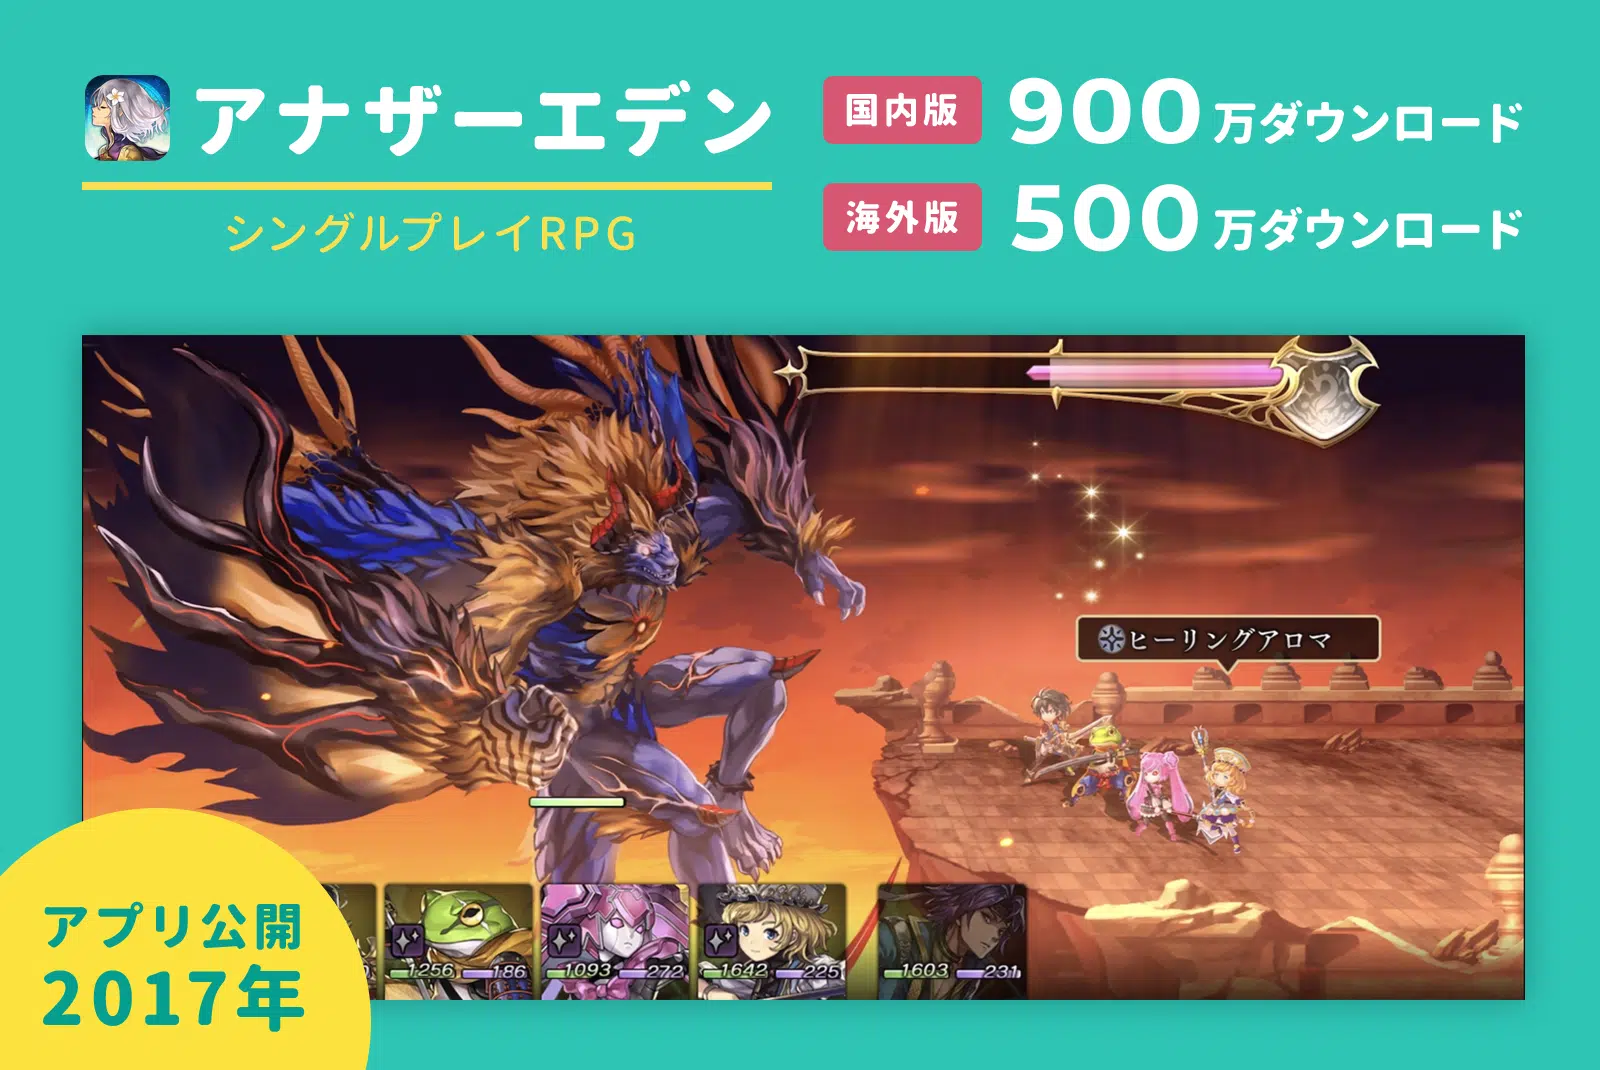 アナザーエデン
シングルプレイRPG
国内版 900万ダウンロード
海外版 500万ダウンロード
ヒーリングアロマ
1256 186
1093 272
1642 225
1603 231
アプリ公開
2017年